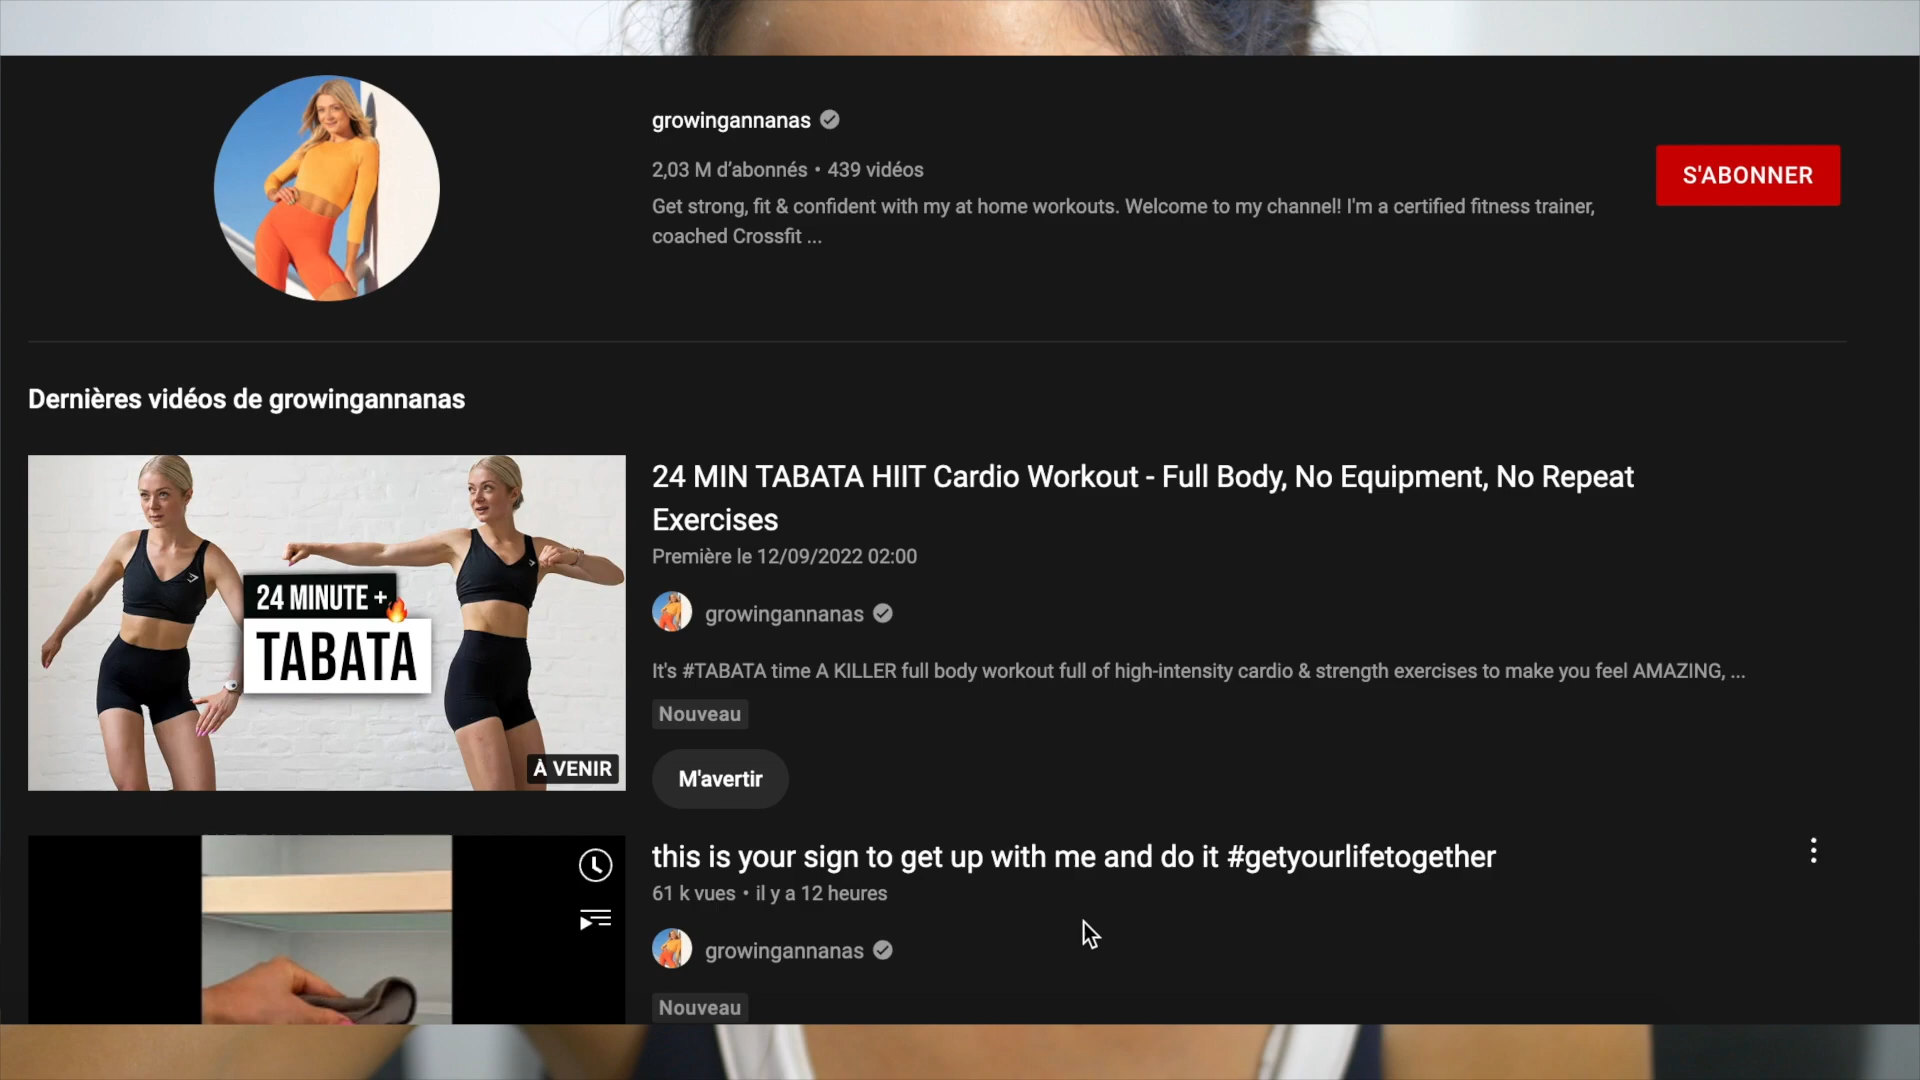 growingannanas
2,03 M d'abonnés • 439 vidéos
S'ABONNER
Get strong, fit & confident with my at home workouts. Welcome to my channel! I'm a certified fitness trainer,
coached Crossfit ...
Dernières vidéos de growingannanas
24 MINUTE +
TABATA
À VENIR
24 MIN TABATA HIIT Cardio Workout - Full Body, No Equipment, No Repeat
Exercises
Première le 12/09/2022 02:00
growingannanas
It's #TABATA time A KILLER full body workout full of high-intensity cardio & strength exercises to make you feel AMAZING, ...
Nouveau
M'avertir
this is your sign to get up with me and do it #getyourlifetogether
61 k vues • il y a 12 heures
growingannanas
Nouveau